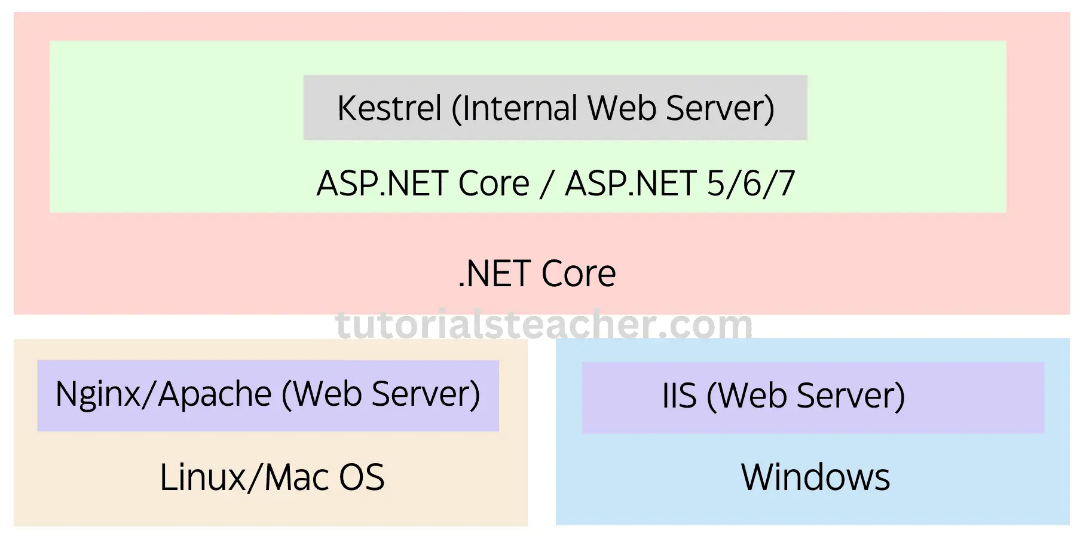 Kestrel (Internal Web Server)
ASP.NET Core / ASP.NET 5/6/7
.NET Core
tutorialsteacher.com
Nginx/Apache (Web Server)
Linux/Mac OS
IIS (Web Server)
Windows